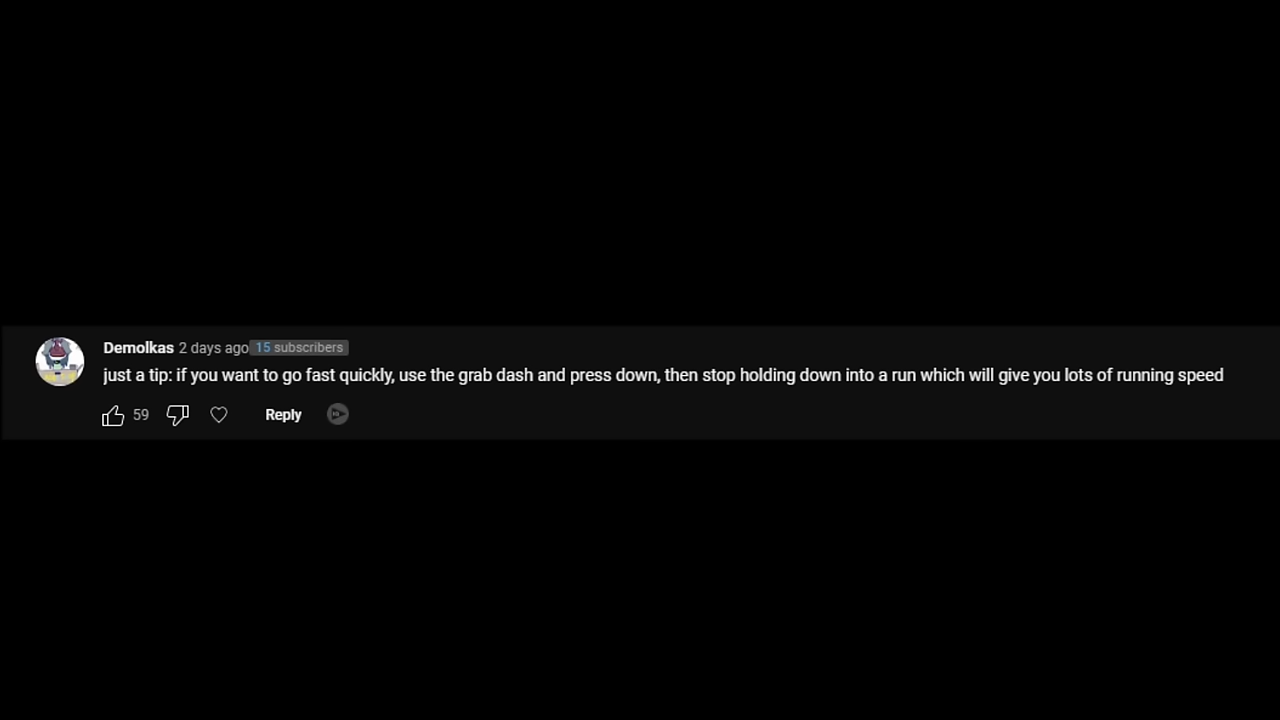 Demolkas 2 days ago 15 subscribers
just a tip: if you want to go fast quickly, use the grab dash and press down, then stop holding down into a run which will give you lots of running speed
59 Reply